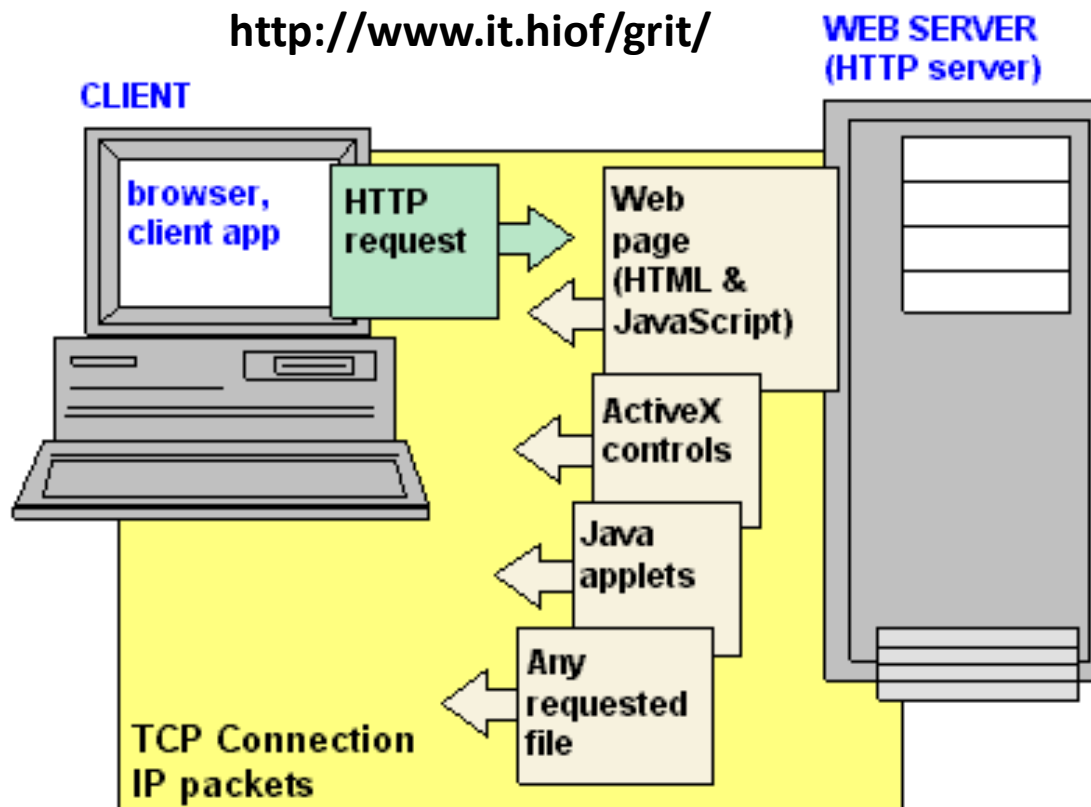 http://www.it.hiof/grit/
WEB SERVER
(HTTP server)
CLIENT
browser,
client app
HTTP
request
Web
page
(HTML &
JavaScript)
ActiveX
controls
Java
applets
Any
requested
file
TCP Connection
IP packets